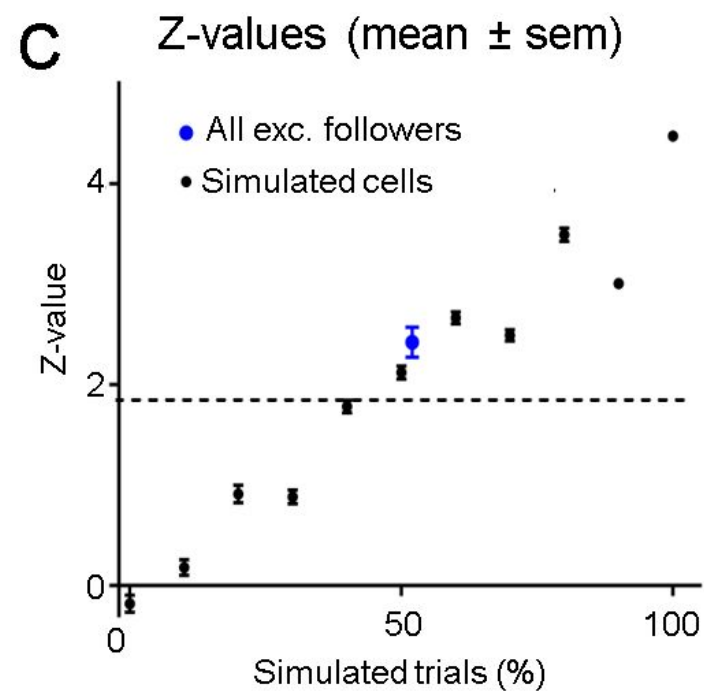 C
Z-values (mean ± sem)
All exc. followers
Simulated cells
4
2
0
Z-value
0
50
100
Simulated trials (%)